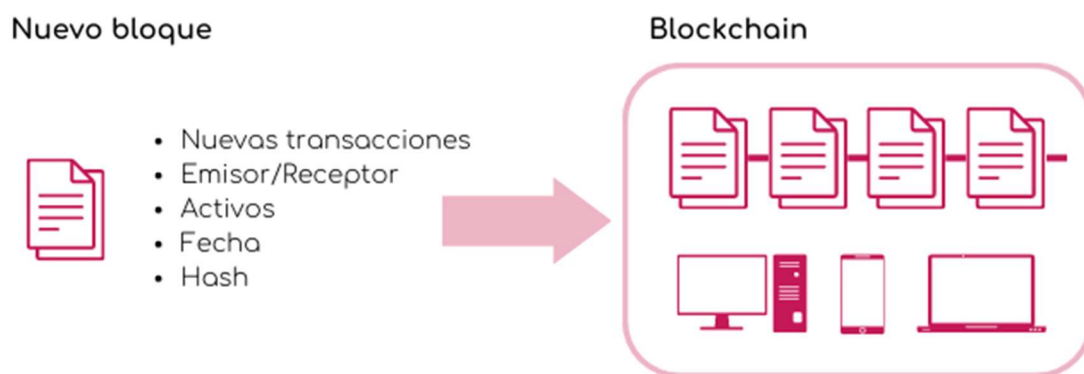 Nuevo bloque
Blockchain
• Nuevas transacciones
• Emisor/Receptor
• Activos
• Fecha
• Hash